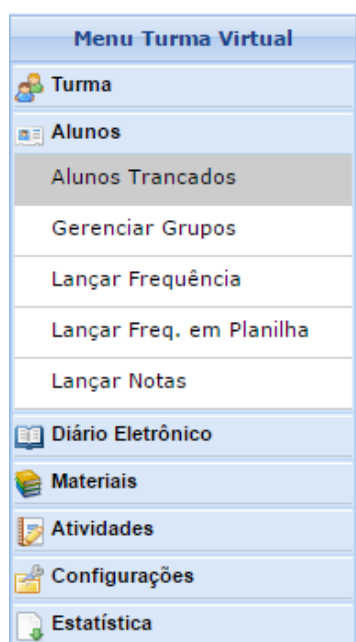 Menu Turma Virtual
Turma
Alunos
Alunos Trancados
Gerenciar Grupos
Lançar Frequência
Lançar Freq. em Planilha
Lançar Notas
Diário Eletrônico
Materiais
Atividades
Configurações
Estatística